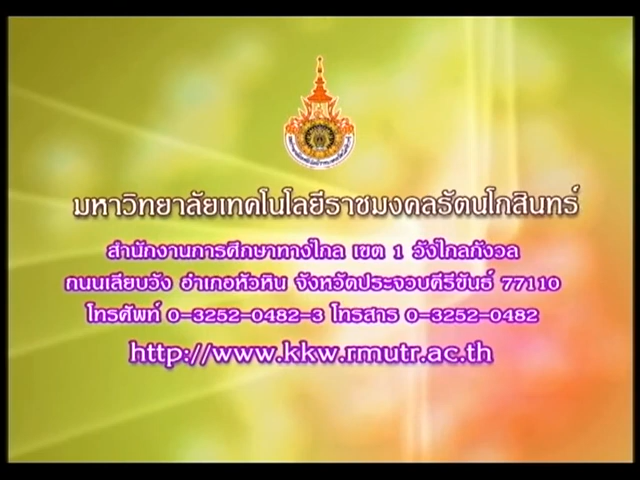 มหาวิทยาลัยเทคโนโลยีราชมงคลรัตนโกสินทร์
สำนักงานการศึกษาทางไกล เขต 1 วังไกลกังวล
ถนนเลียบวัง อำเภอหัวหิน จังหวัดประจวบคีรีขันธ์ 77110
โทรศัพท์ 0-3252-0482-3 โทรสาร 0-3252-0482
http://www.kkw.rmutr.ac.th